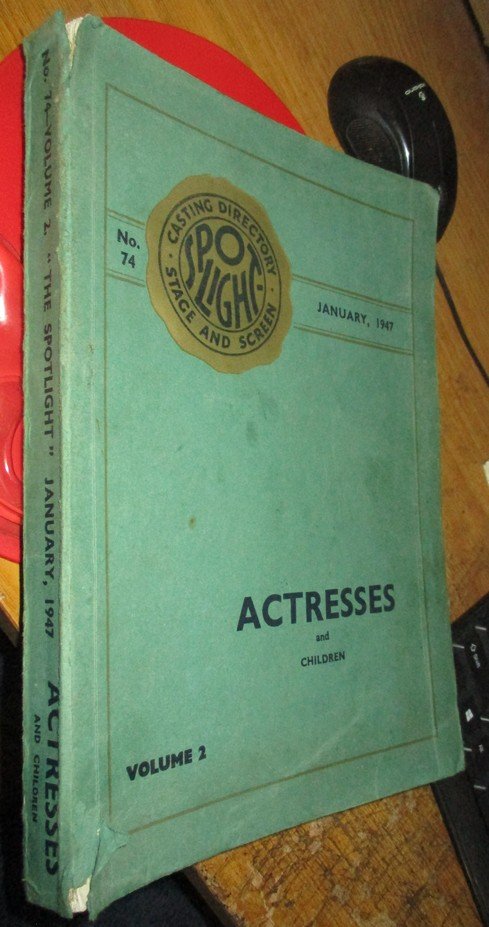 No. 74—VOLUME 2. "THE SPOTLIGHT" JANUARY, 1947 ACTRESSES
AND CHILDREN
No.
74
CASTING DIRECTORY
SPOTLIGHT
STAGE AND SCREEN
JANUARY, 1947
ACTRESSES
and
CHILDREN
VOLUME 2